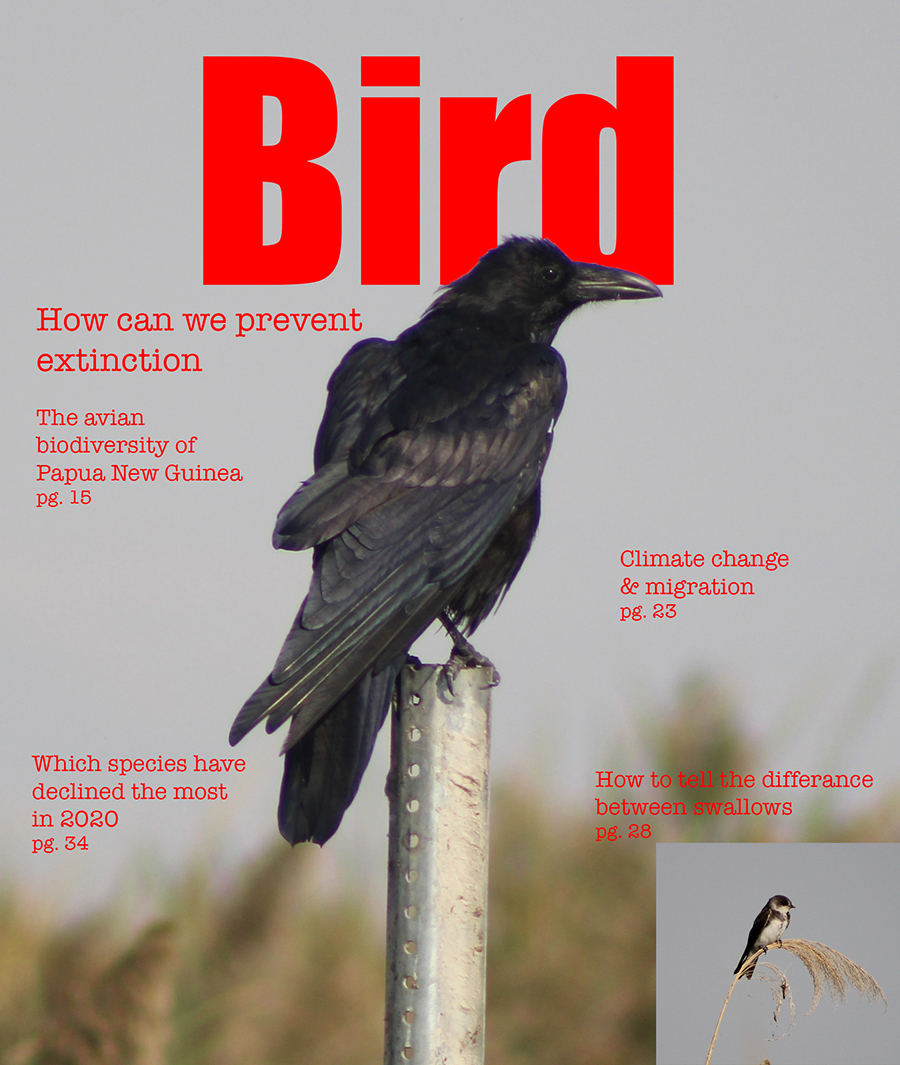 Bird
How can we prevent
extinction
The avian
biodiversity of
Papua New Guinea
pg. 15
Climate change
& migration
pg. 23
Which species have
declined the most
in 2020
pg. 34
How to tell the differance
between swallows
pg. 28